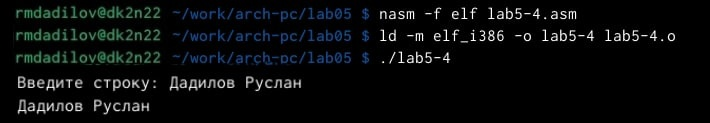 rmdadilov@dk2n22 ~/work/arch-pc/lab05 $ nasm -f elf lab5-4.asm
rmdadilov@dk2n22 ~/work/arch-pc/lab05 $ ld -m elf_i386 -o lab5-4 lab5-4.o
rmdadilov@dk2n22 ~/work/arch-pc/lab05 $ ./lab5-4
Введите строку: Дадилов Руслан
Дадилов Руслан